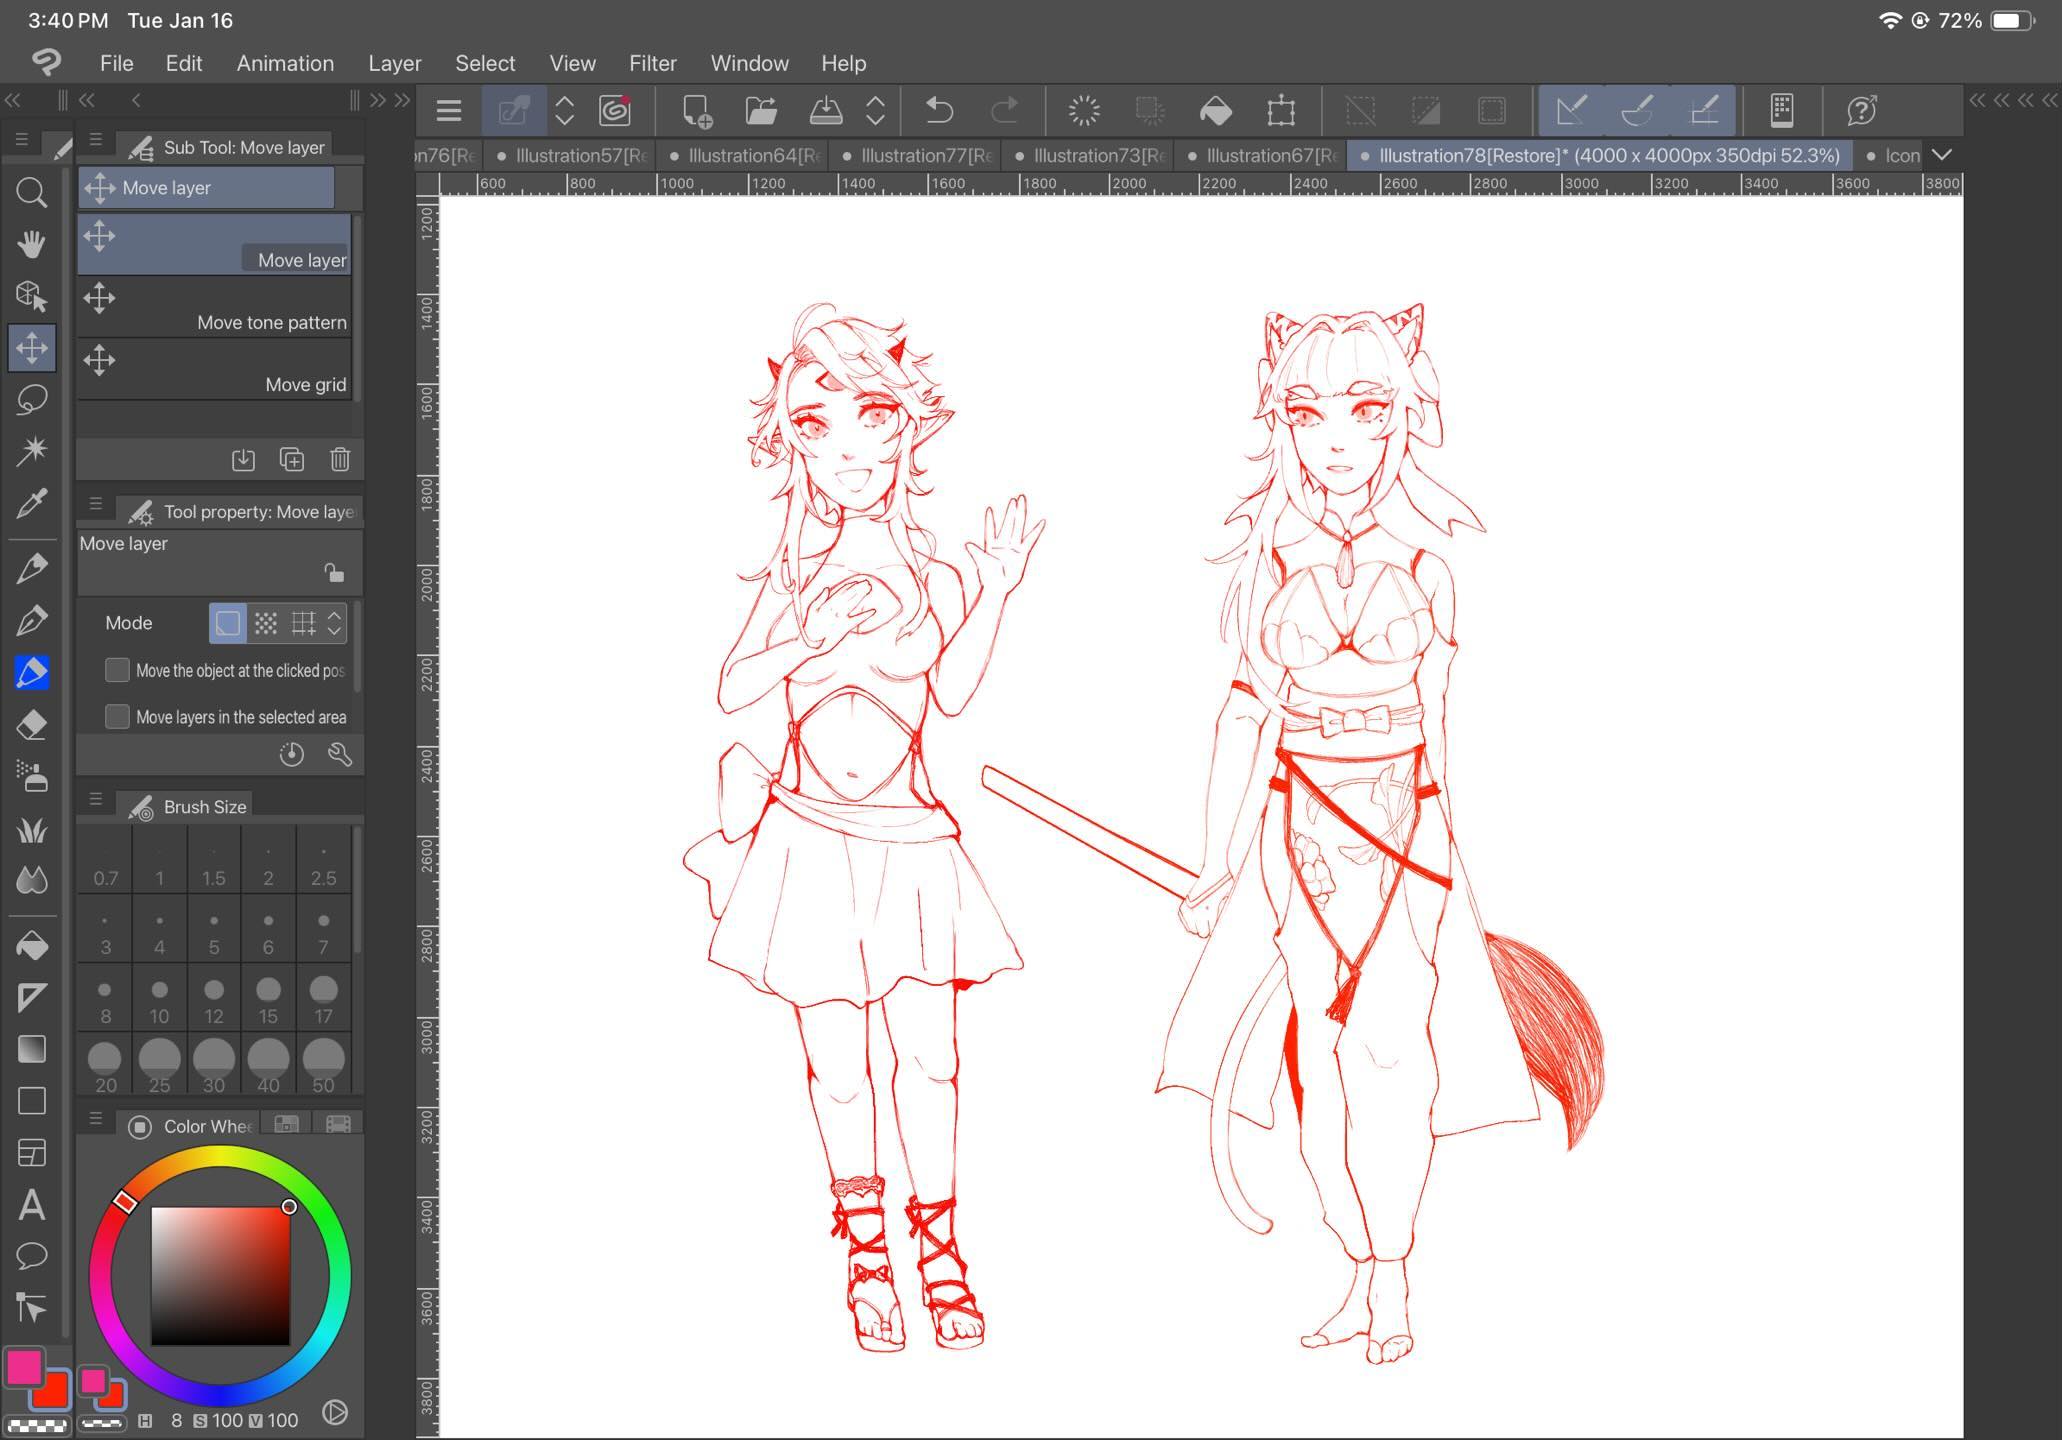 3:40 PM Tue Jan 16
72%
File Edit Animation Layer Select View Filter Window Help
Sub Tool: Move layer
on76[Re Illustration57[Re Illustration64[Re Illustration77[Re Illustration73[Re Illustration67[Re Illustration78[Restore]* (4000 x 4000px 350dpi 52.3%) Icon
600 800 1000 1200 1400 1600 1800 2000 2200 2400 2600 2800 3000 3200 3400 3600 3800
Move layer
Move layer
Move tone pattern
Move grid
Tool property: Move laye
Move layer
Mode
Move the object at the clicked pos
Move layers in the selected area
Brush Size
0.7 1 1.5 2 2.5
3 4 5 6 7
8 10 12 15 17
20 25 30 40 50
Color Whee
H 8 S 100 V 100
A
1200
1400
1600
1800
2000
2200
2400
2600
2800
3000
3200
3400
3600
3800